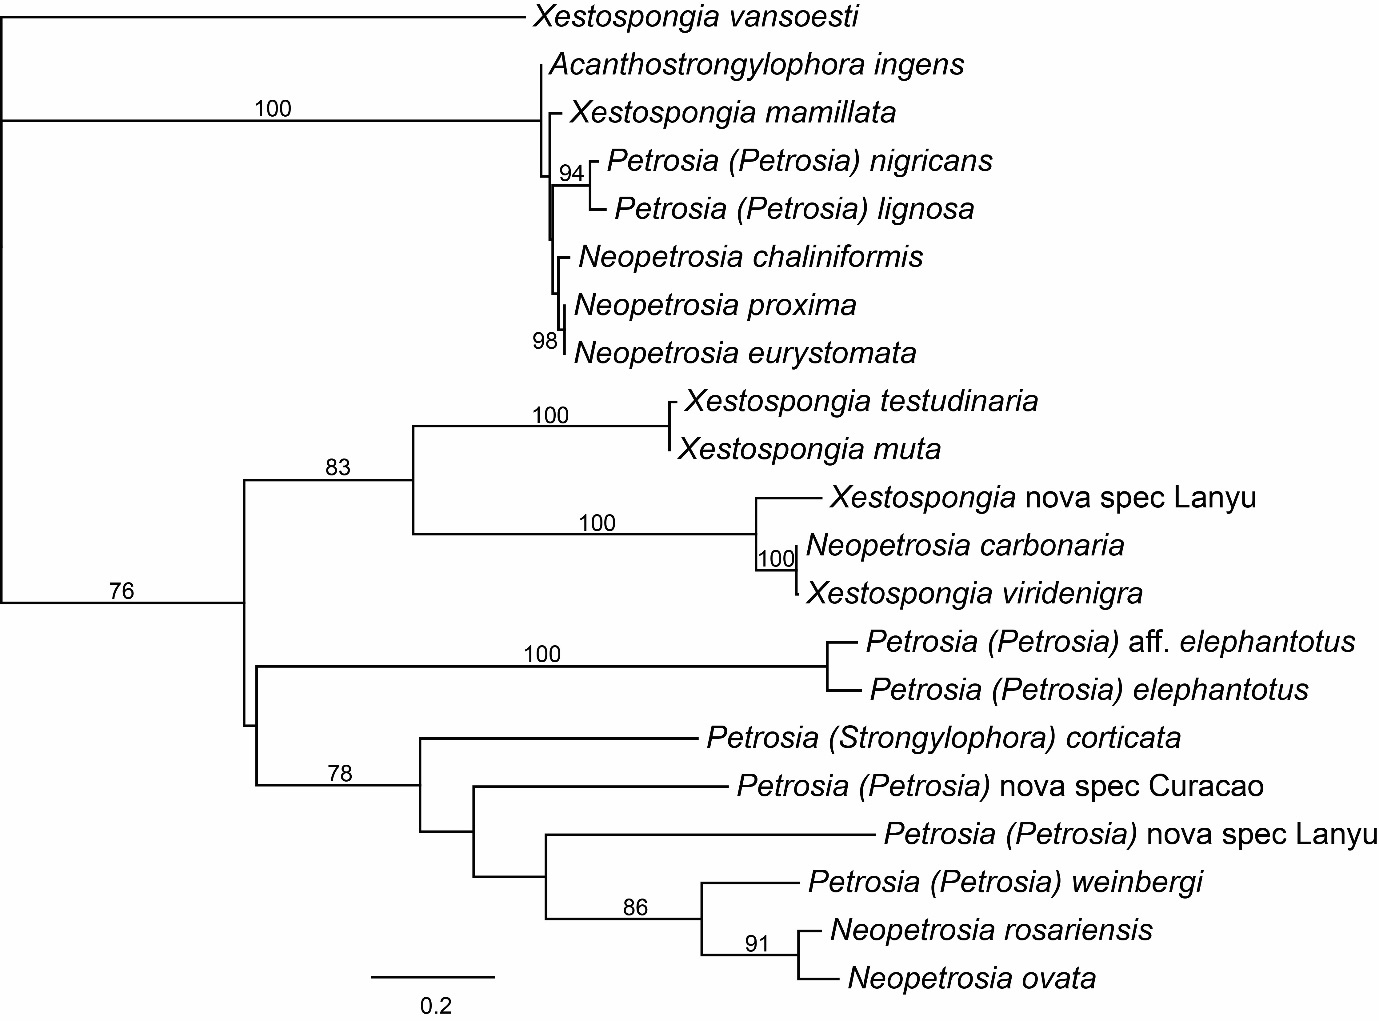 Xestospongia vansoesti
Acanthostrongylophora ingens
100
Xestospongia mamillata
Petrosia (Petrosia) nigricans
94
Petrosia (Petrosia) lignosa
Neopetrosia chaliniformis
Neopetrosia proxima
98
Neopetrosia eurystomata
Xestospongia testudinaria
100
Xestospongia muta
83
Xestospongia nova spec Lanyu
100
Neopetrosia carbonaria
100
Xestospongia viridenigra
76
Petrosia (Petrosia) aff. elephantotus
100
Petrosia (Petrosia) elephantotus
Petrosia (Strongylophora) corticata
78
Petrosia (Petrosia) nova spec Curacao
Petrosia (Petrosia) nova spec Lanyu
Petrosia (Petrosia) weinbergi
86
Neopetrosia rosariensis
91
Neopetrosia ovata
0.2